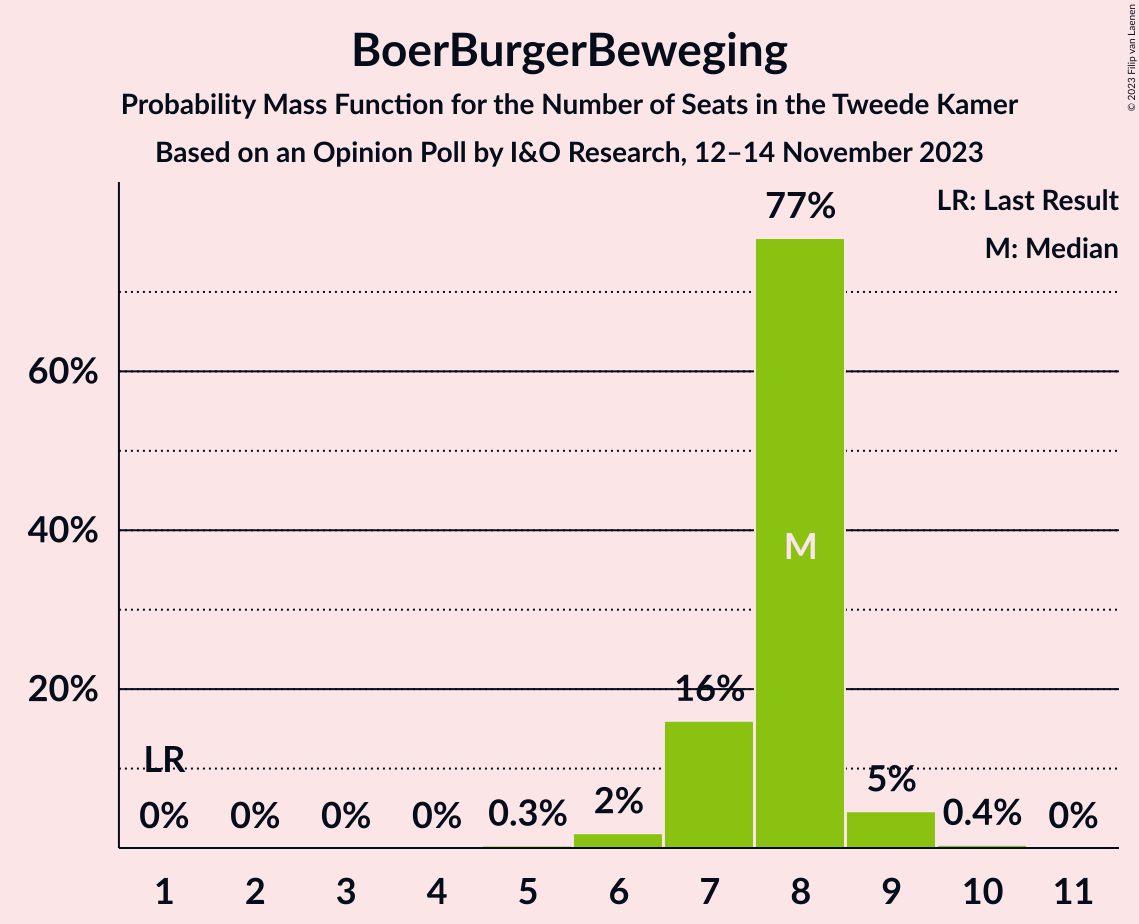 BoerBurgerBeweging
Probability Mass Function for the Number of Seats in the Tweede Kamer
Based on an Opinion Poll by I&O Research, 12–14 November 2023
© 2023 Filip van Laenen
LR: Last Result
M: Median
77%
60%
40%
M
20%
16%
LR
5%
0% 0% 0% 0% 0.3% 2% 0.4% 0%
1 2 3 4 5 6 7 8 9 10 11